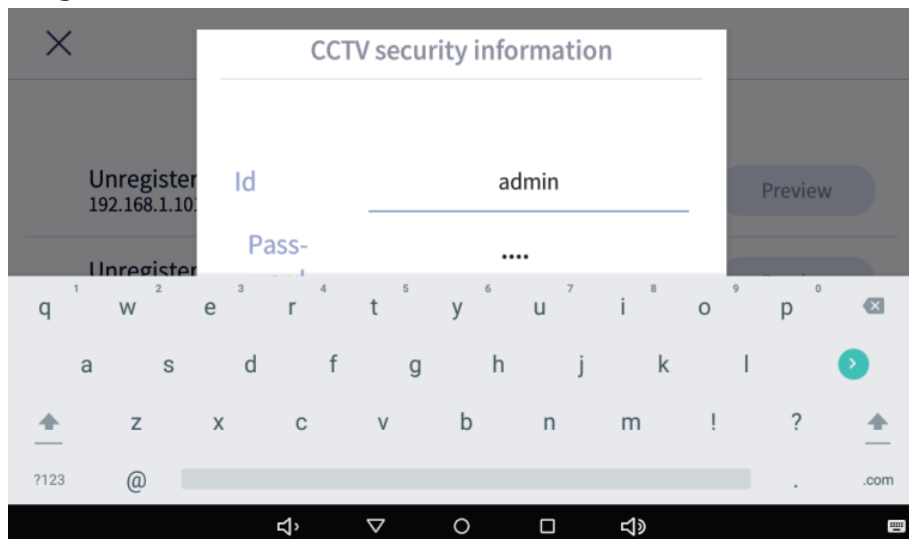 CCTV security information
Unregister
192.168.1.10
Id
admin
Preview
Pass-
••••
Unregister
q 1 w 2 e 3 r 4 t 5 y 6 u 7 i 8 o 9 p 0
a s d f g h j k l
z x c v b n m ! ?
?123 @ . .com